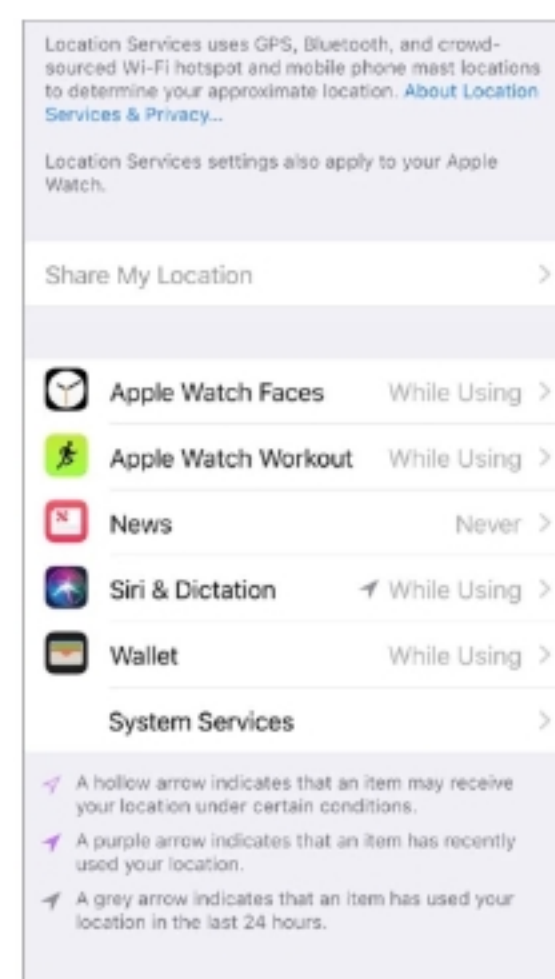 Location Services uses GPS, Bluetooth, and crowd-
sourced Wi-Fi hotspot and mobile phone mast locations
to determine your approximate location. About Location
Services & Privacy...
Location Services settings also apply to your Apple
Watch.
Share My Location
Apple Watch Faces While Using
Apple Watch Workout While Using
News Never
Siri & Dictation While Using
Wallet While Using
System Services
A hollow arrow indicates that an item may receive
your location under certain conditions.
A purple arrow indicates that an item has recently
used your location.
A grey arrow indicates that an item has used your
location in the last 24 hours.